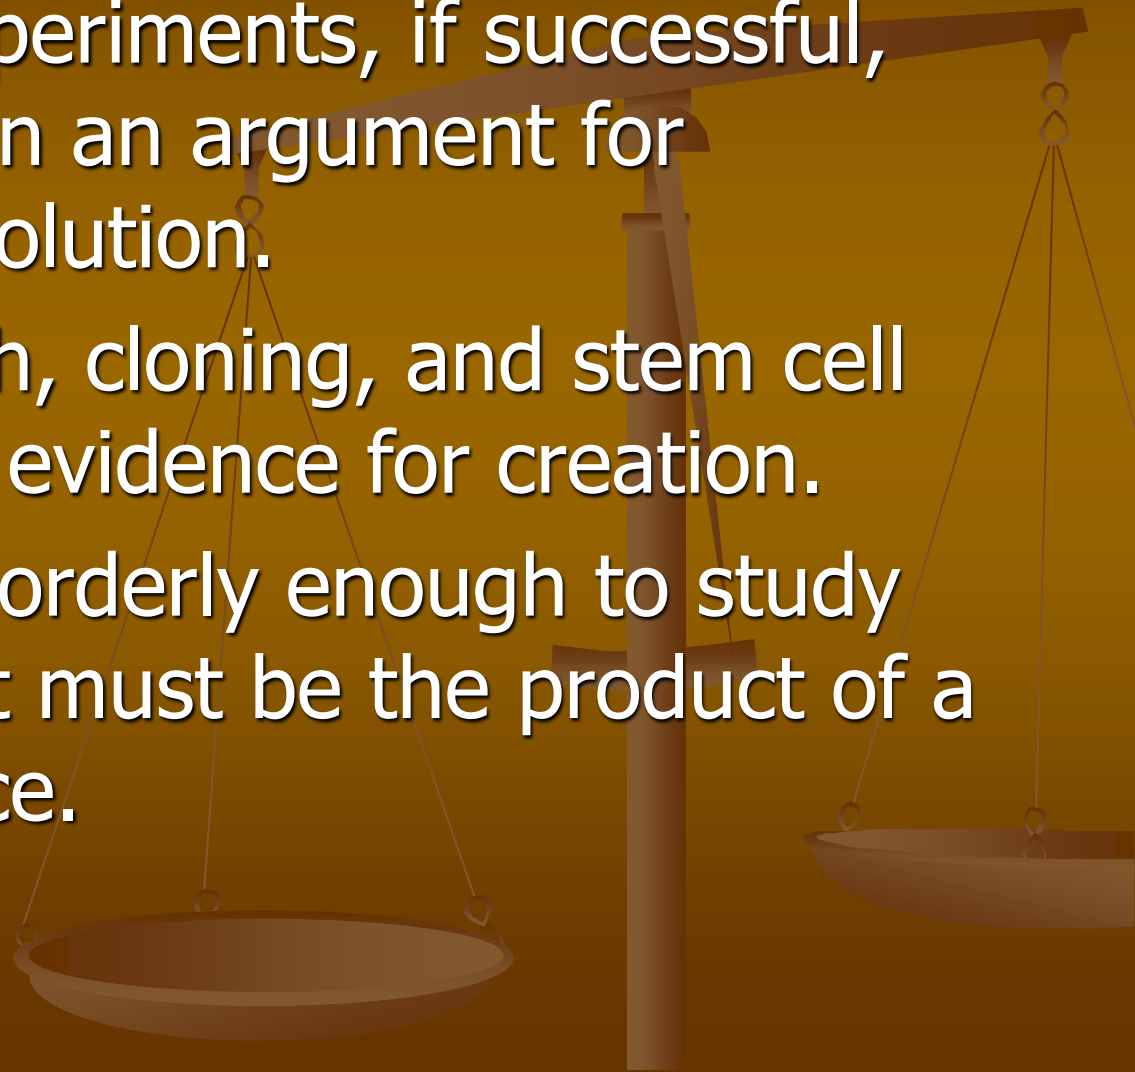 periments, if successful,
n an argument for
olution.
h, cloning, and stem cell
evidence for creation.
orderly enough to study
t must be the product of a
ce.